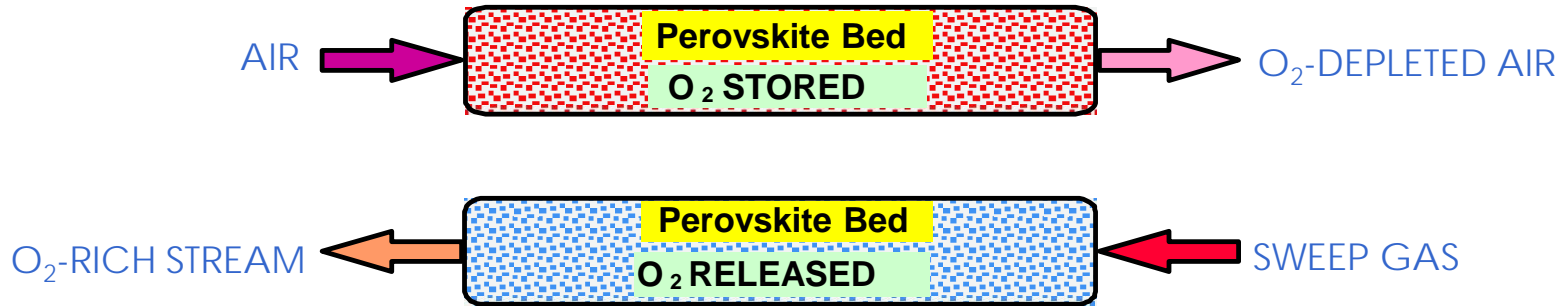 AIR
Perovskite Bed
O₂ STORED
O₂-DEPLETED AIR
O₂-RICH STREAM
Perovskite Bed
O₂ RELEASED
SWEEP GAS